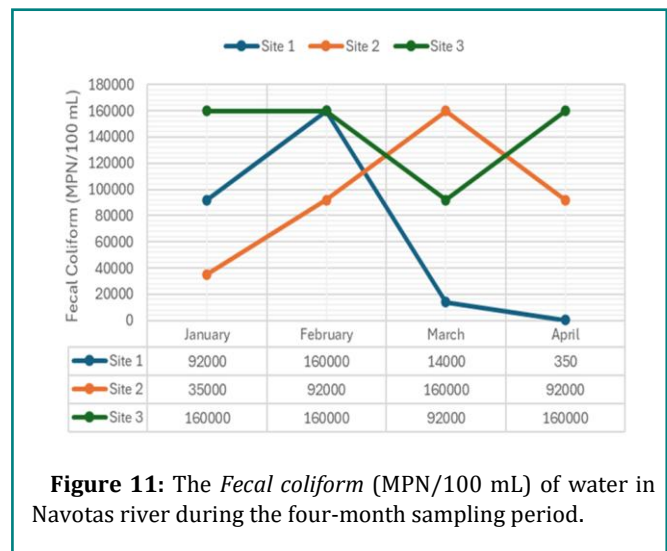 Site 1 Site 2 Site 3
180000
160000
140000
120000
100000
80000
60000
40000
20000
0
Fecal Coliform (MPN/100 mL)
January February March April
Site 1 92000 160000 14000 350
Site 2 35000 92000 160000 92000
Site 3 160000 160000 92000 160000
Figure 11: The Fecal coliform (MPN/100 mL) of water in
Navotas river during the four-month sampling period.